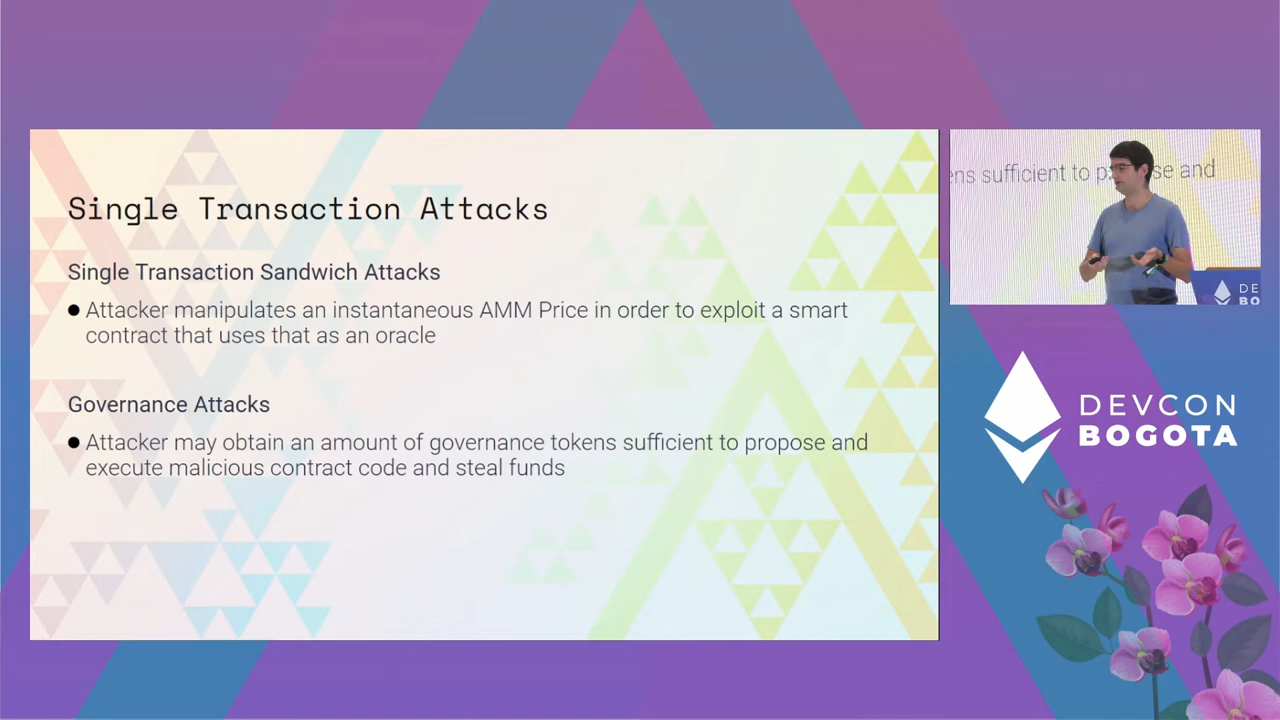 Single Transaction Attacks
Single Transaction Sandwich Attacks
● Attacker manipulates an instantaneous AMM Price in order to exploit a smart
contract that uses that as an oracle
Governance Attacks
● Attacker may obtain an amount of governance tokens sufficient to propose and
execute malicious contract code and steal funds
sufficient to
se and
DE
BO
DEVCON
BOGOTA